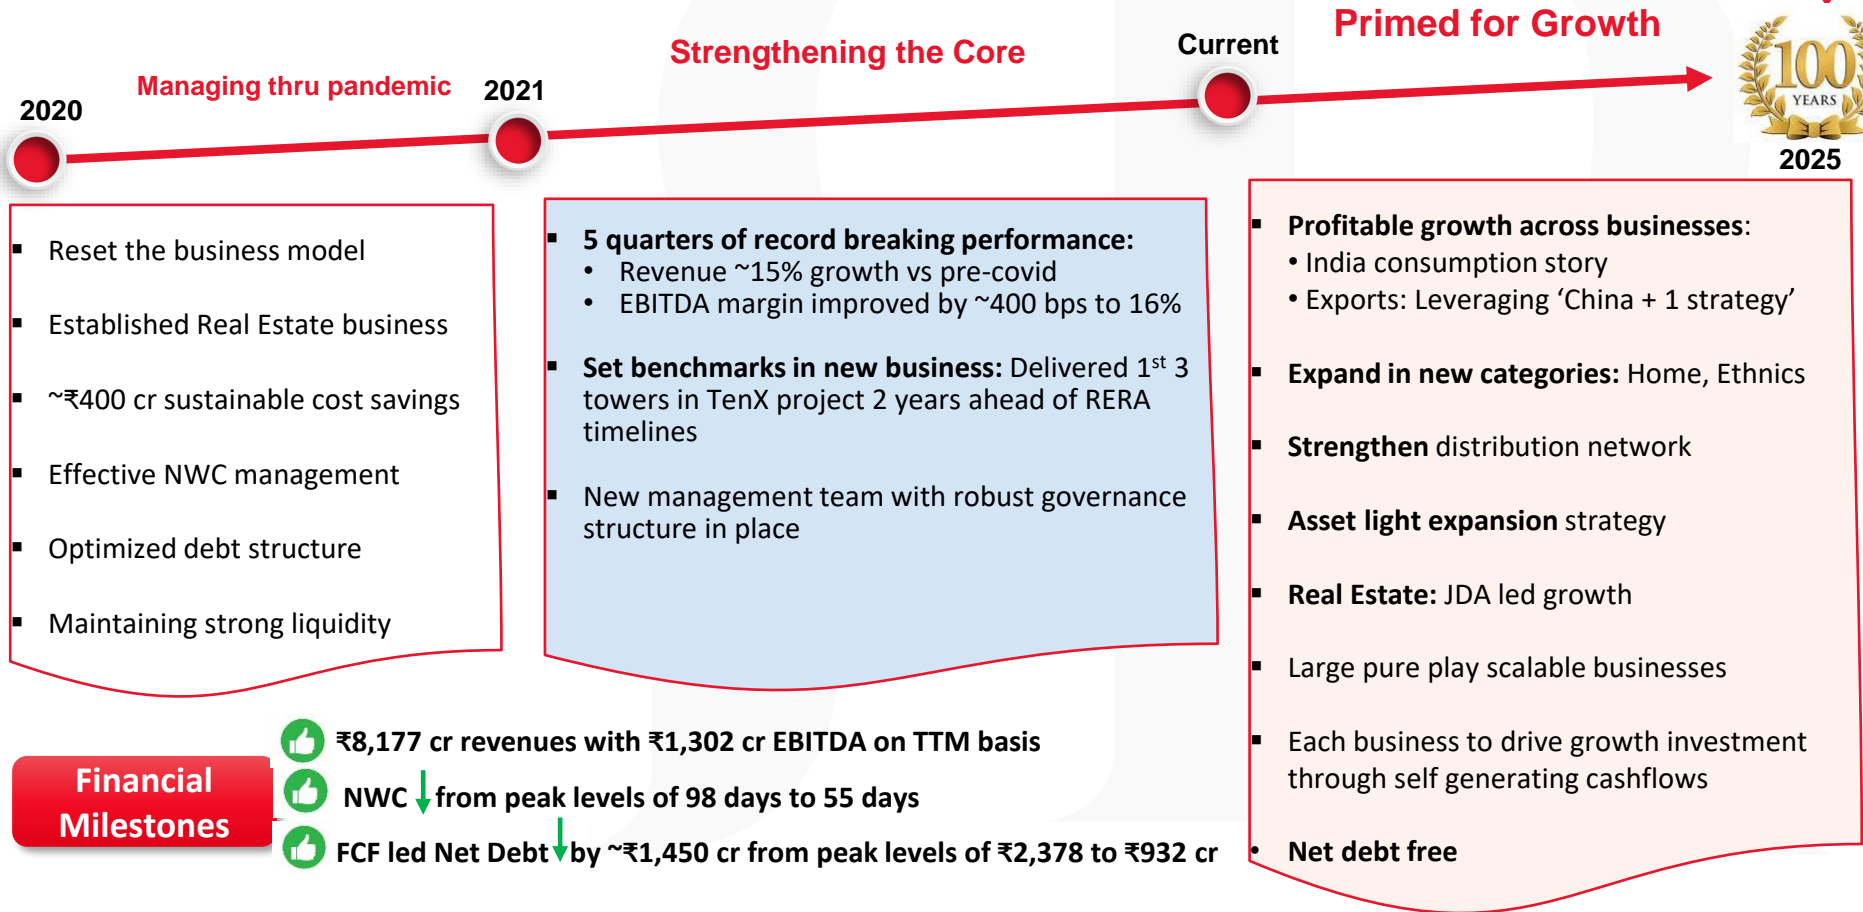 Primed for Growth
Strengthening the Core
Current
Managing thru pandemic
2020
2021
100
YEARS
2025
▪ Reset the business model
▪ Established Real Estate business
▪ ~₹400 cr sustainable cost savings
▪ Effective NWC management
▪ Optimized debt structure
▪ Maintaining strong liquidity
▪ 5 quarters of record breaking performance:
• Revenue ~15% growth vs pre-covid
• EBITDA margin improved by ~400 bps to 16%
▪ Set benchmarks in new business: Delivered 1st 3
towers in TenX project 2 years ahead of RERA
timelines
▪ New management team with robust governance
structure in place
▪ Profitable growth across businesses:
• India consumption story
• Exports: Leveraging ‘China + 1 strategy’
▪ Expand in new categories: Home, Ethnics
▪ Strengthen distribution network
▪ Asset light expansion strategy
▪ Real Estate: JDA led growth
▪ Large pure play scalable businesses
▪ Each business to drive growth investment
through self generating cashflows
• Net debt free
Financial
Milestones
₹8,177 cr revenues with ₹1,302 cr EBITDA on TTM basis
NWC ↓ from peak levels of 98 days to 55 days
FCF led Net Debt ↓ by ~₹1,450 cr from peak levels of ₹2,378 to ₹932 cr